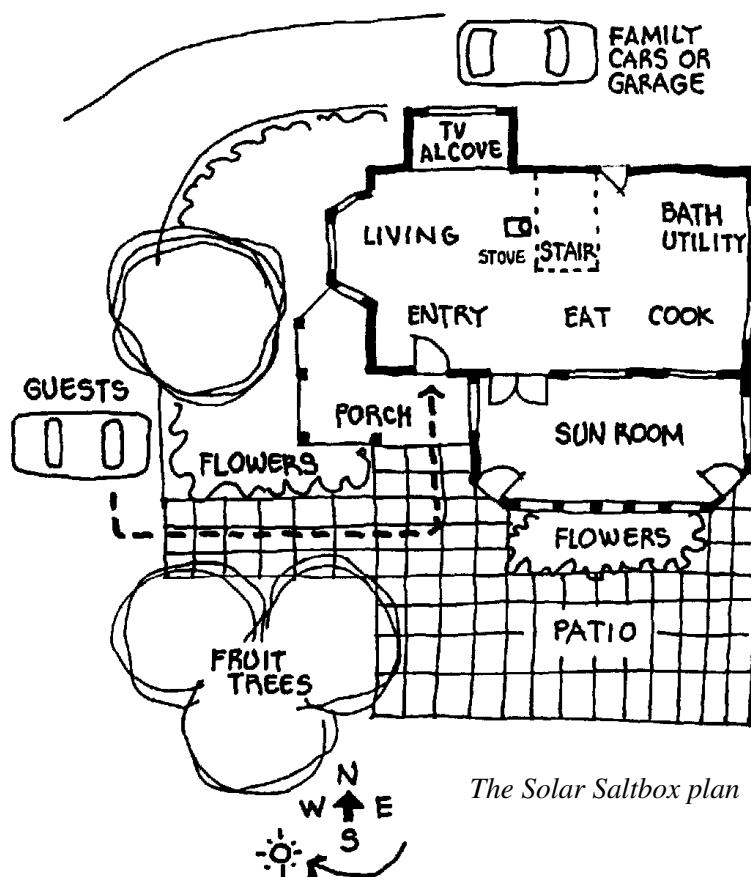 FAMILY
CARS OR
GARAGE
TV
ALCOVE
LIVING
STOVE
STAIR
BATH
UTILITY
ENTRY
EAT
COOK
GUESTS
PORCH
SUN ROOM
FLOWERS
FLOWERS
PATIO
FRUIT
TREES
N
W E
S
The Solar Saltbox plan